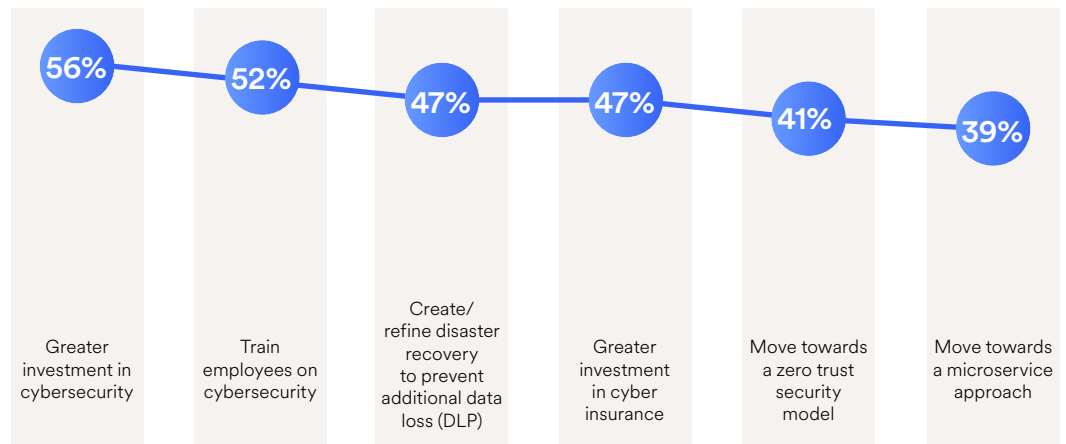 56%
52%
47%
47%
41%
39%
Greater
investment in
cybersecurity
Train
employees on
cybersecurity
Create/
refine disaster
recovery
to prevent
additional data
loss (DLP)
Greater
investment
in cyber
insurance
Move towards
a zero trust
security
model
Move towards
a microservice
approach